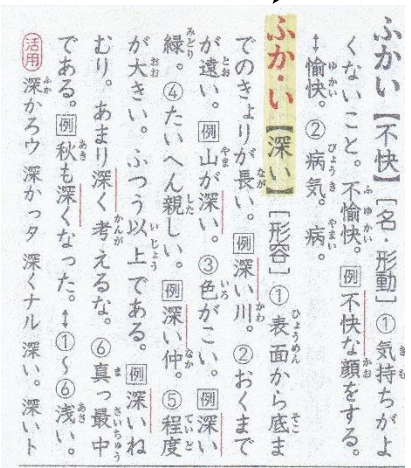 ふかい【不快】[名・形動]①気持ちがよ
くないこと。不愉快。例不快な顔をする。
↕愉快。②病気。病。
ふか・い【深い】[形容]①表面から底ま
でのきょりが長い。例深い川。②おくまで
が遠い。例山が深い。③色がこい。例深い
緑。④たいへん親しい。例深い仲。⑤程度
が大きい。ふつう以上である。例深いね
むり。あまり深く考えるな。⑥真っ最中
である。例秋も深くなった。↕①~⑥浅い。
活用 深かろウ 深かっタ 深くナル 深い。深いト